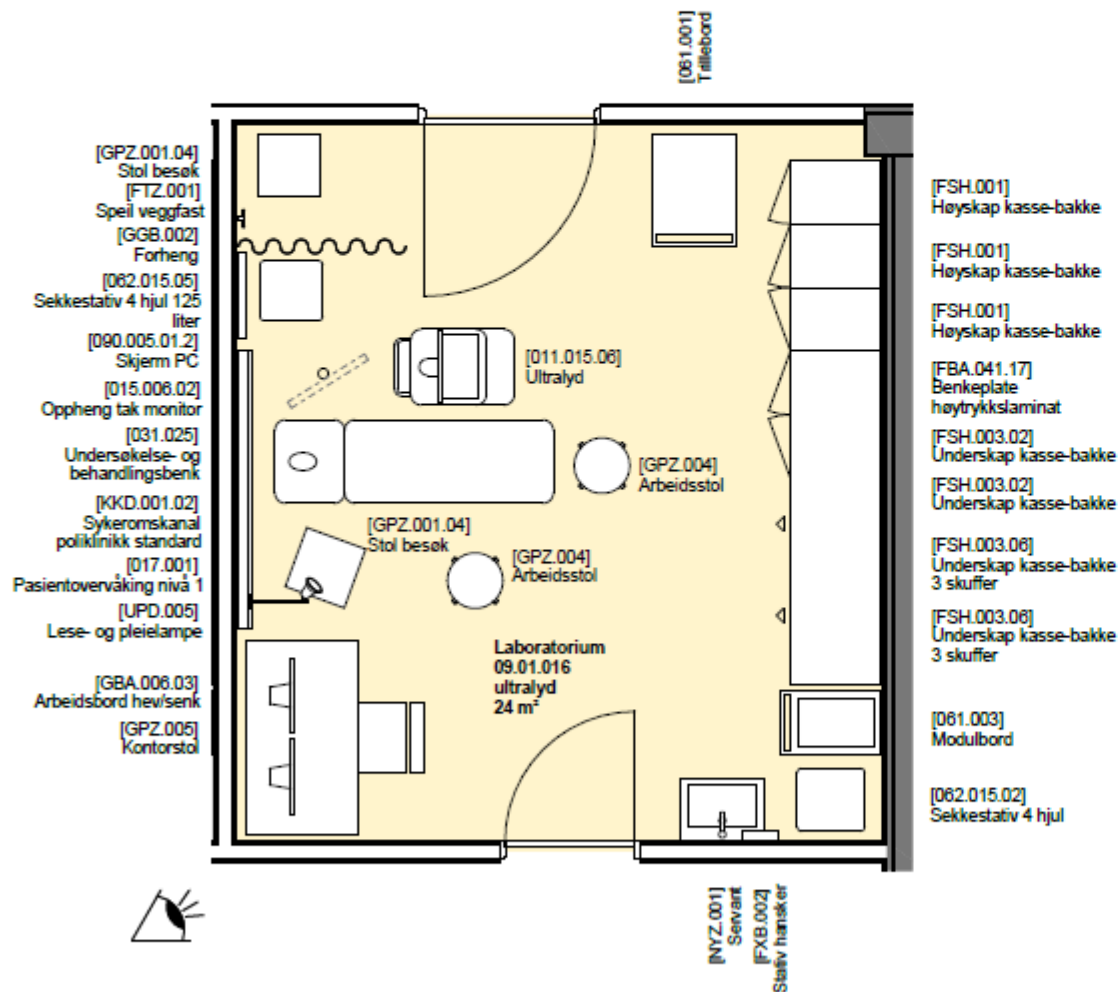 [061.001]
Trillebord
[GPZ.001.04]
Stol besøk
[FTZ.001]
Speil veggfast
[GGB.002]
Forheng
[062.015.05]
Sekkestativ 4 hjul 125
liter
[090.005.01.2]
Skjerm PC
[015.006.02]
Oppheng tak monitor
[031.025]
Undersøkelse- og
behandlingsbenk
[KKD.001.02]
Sykeromskanal
poliklinikk standard
[017.001]
Pasientovervåking nivå 1
[UPD.005]
Lese- og pleielampe
[GBA.006.03]
Arbeidsbord hev/senk
[GPZ.005]
Kontorstol
[011.015.06]
Ultralyd
[GPZ.004]
Arbeidsstol
[GPZ.001.04]
Stol besøk
[GPZ.004]
Arbeidsstol
Laboratorium
09.01.016
ultralyd
24 m²
[FSH.001]
Høyskap kasse-bakke
[FSH.001]
Høyskap kasse-bakke
[FSH.001]
Høyskap kasse-bakke
[FBA.041.17]
Benkeplate
høytrykkslaminat
[FSH.003.02]
Underskap kasse-bakke
[FSH.003.02]
Underskap kasse-bakke
[FSH.003.06]
Underskap kasse-bakke
3 skuffer
[FSH.003.06]
Underskap kasse-bakke
3 skuffer
[061.003]
Modulbord
[062.015.02]
Sekkestativ 4 hjul
[NYZ.001]
Servant
[FXB.002]
Stativ hansker